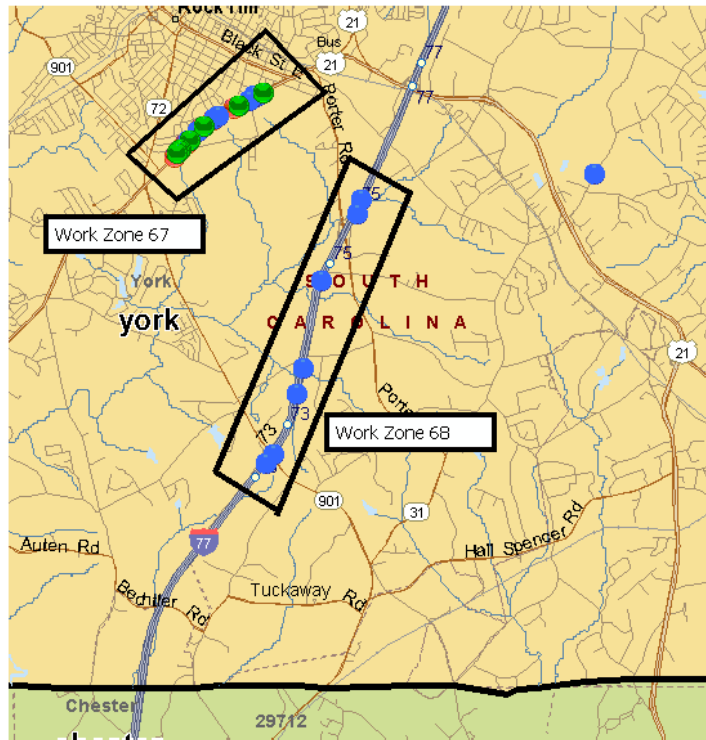 Rock Hill
21
Black St E
Bus
21
77
901
77
72
Porter Rd
75
Work Zone 67
75
York
SOUTH
york
CAROLINA
21
Porte
73
73
Work Zone 68
901
31
Hall Spencer Rd
77
Auten Rd
Tuckaway Rd
Bechtler Rd
Chester
29712
chester